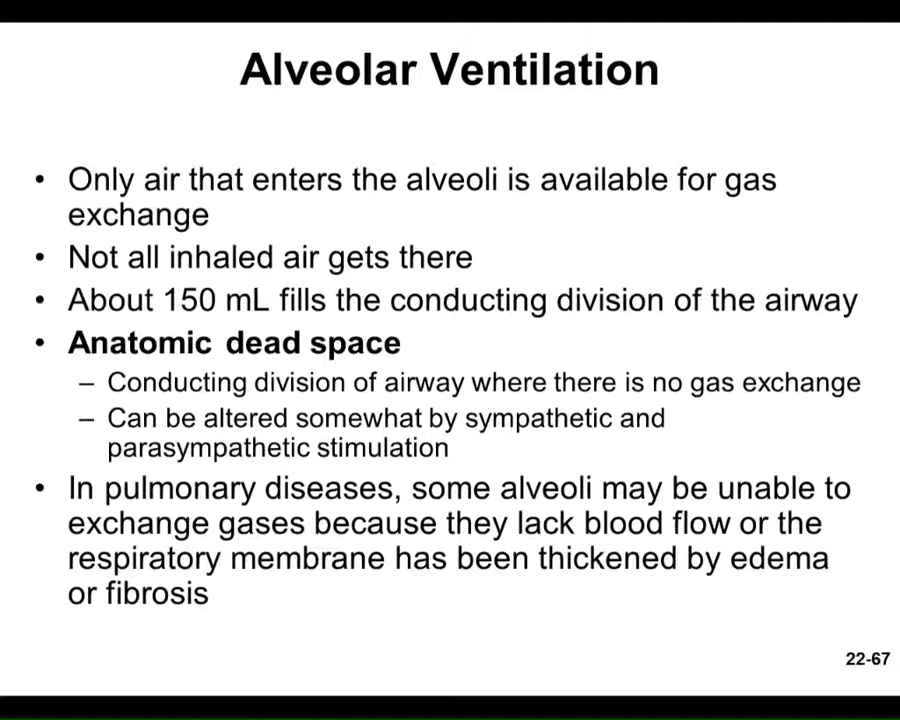 Alveolar Ventilation
• Only air that enters the alveoli is available for gas
exchange
• Not all inhaled air gets there
• About 150 mL fills the conducting division of the airway
• Anatomic dead space
– Conducting division of airway where there is no gas exchange
– Can be altered somewhat by sympathetic and
parasympathetic stimulation
• In pulmonary diseases, some alveoli may be unable to
exchange gases because they lack blood flow or the
respiratory membrane has been thickened by edema
or fibrosis
22-67